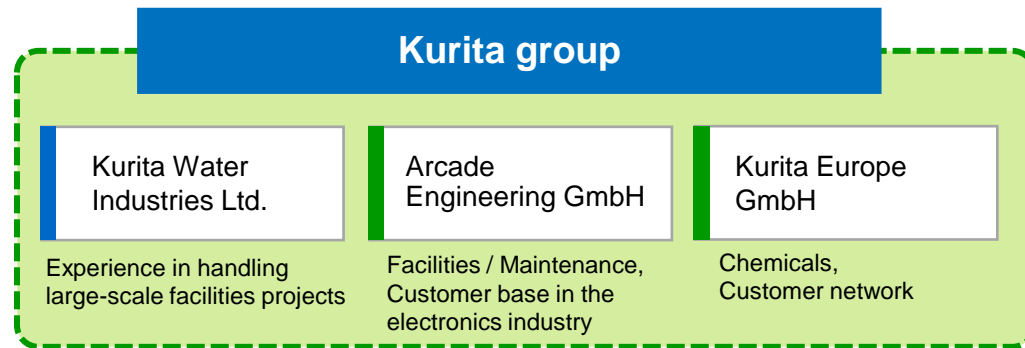 Kurita group
Kurita Water
Industries Ltd.
Experience in handling
large-scale facilities projects
Arcade
Engineering GmbH
Facilities / Maintenance,
Customer base in the
electronics industry
Kurita Europe
GmbH
Chemicals,
Customer network